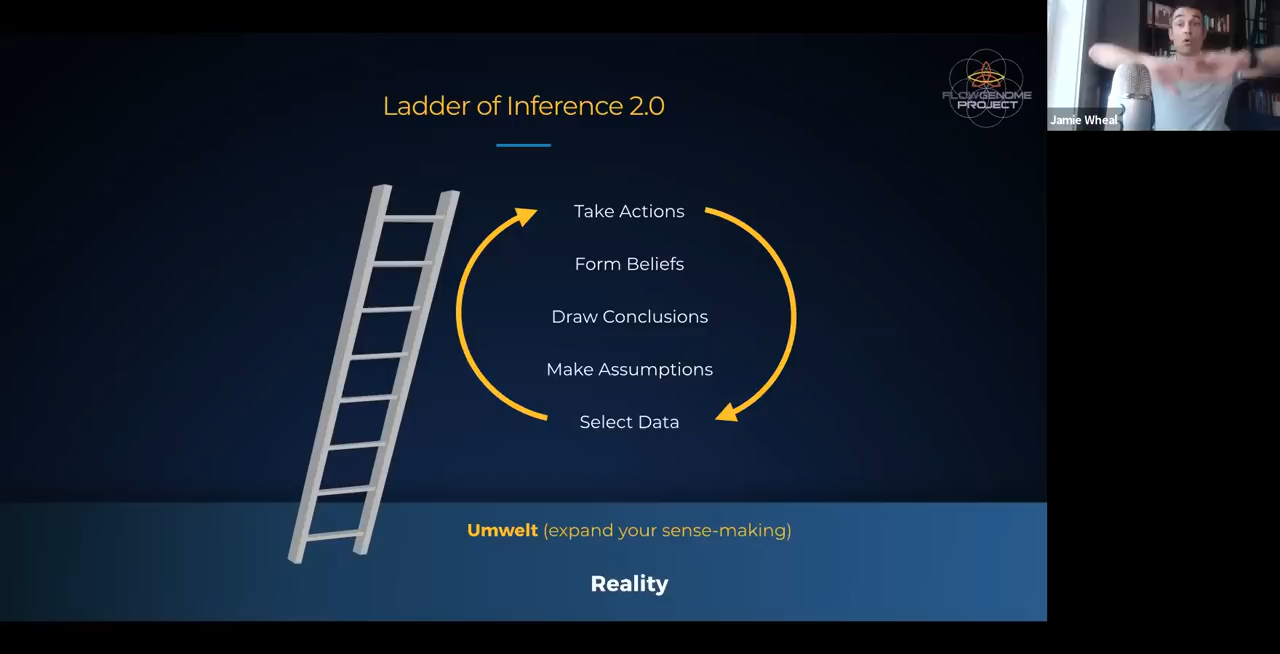 Ladder of Inference 2.0
FLOWGENOME
PROJECT
Jamie Wheal
Take Actions
Form Beliefs
Draw Conclusions
Make Assumptions
Select Data
Umwelt (expand your sense-making)
Reality